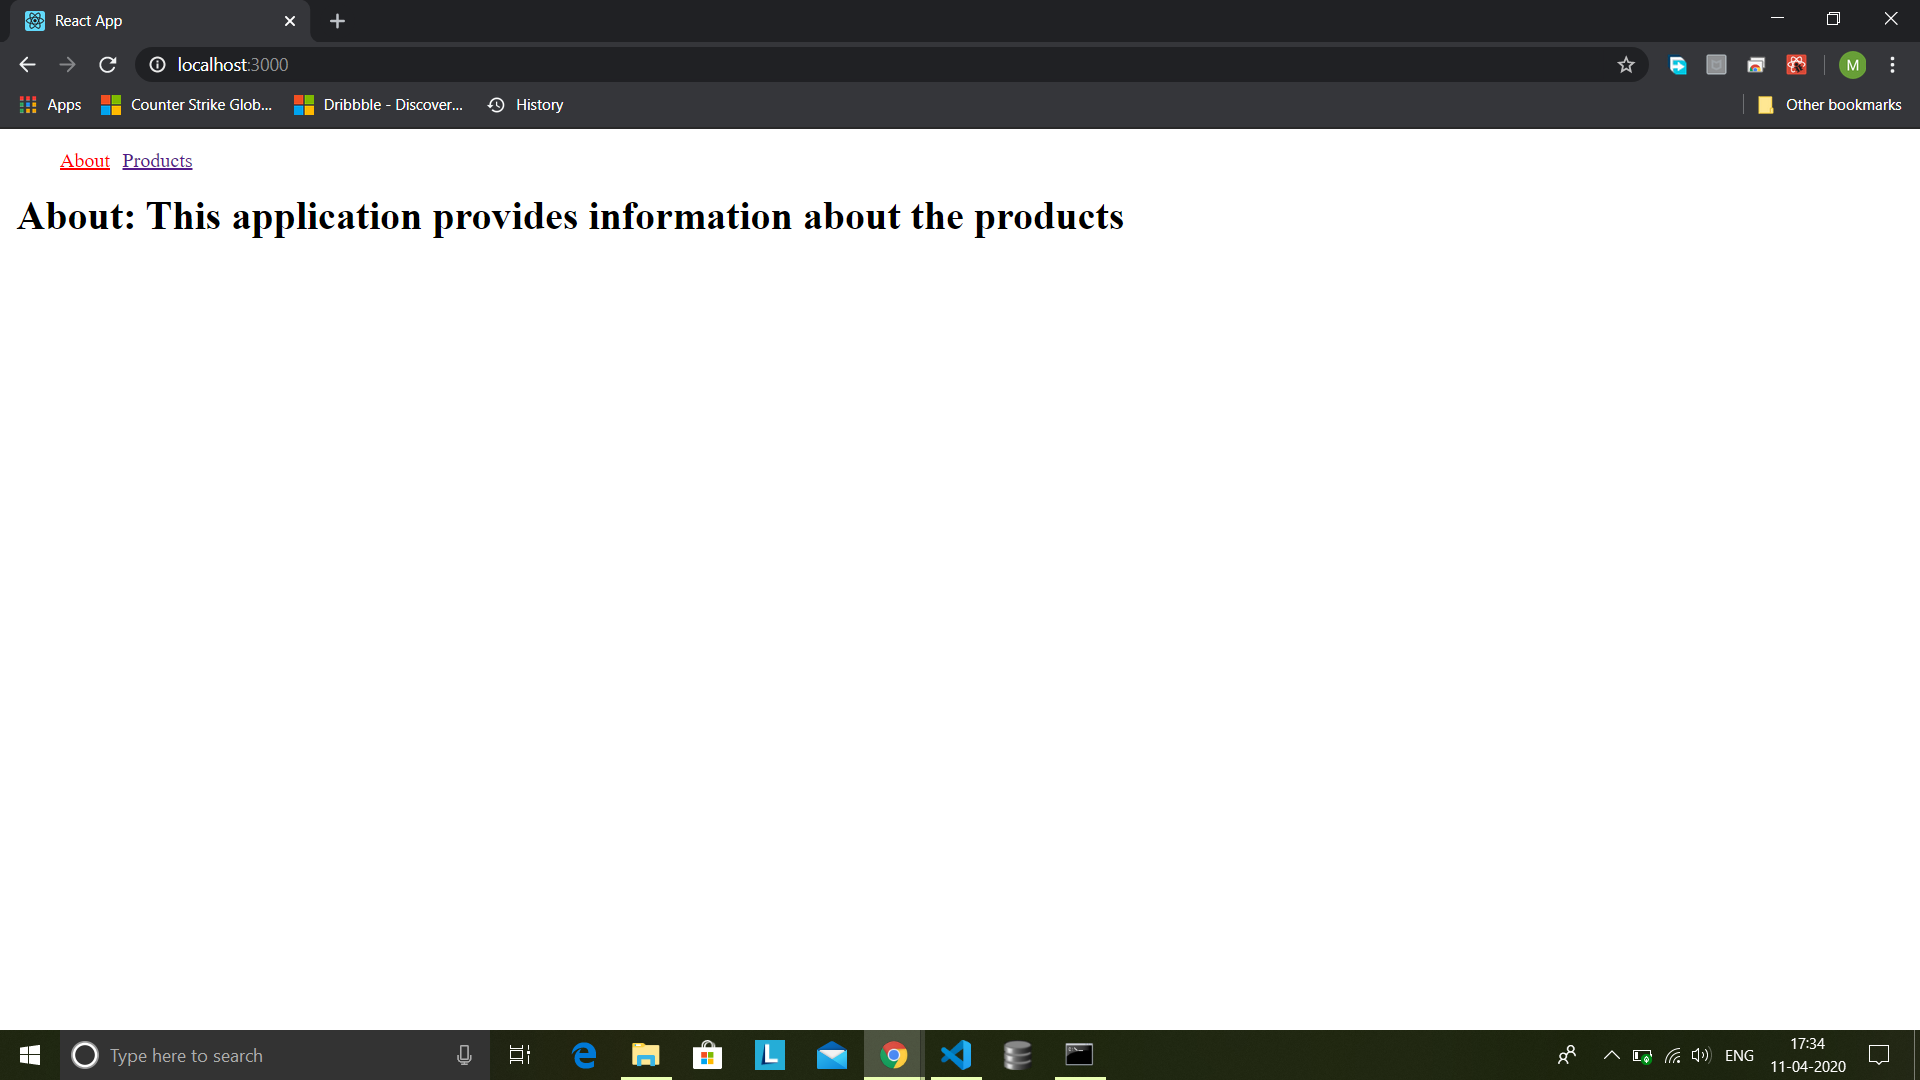 React App
localhost:3000
M
Apps
Counter Strike Glob...
Dribbble - Discover...
History
Other bookmarks
About Products
About: This application provides information about the products
Type here to search
L
ENG
17:34
11-04-2020